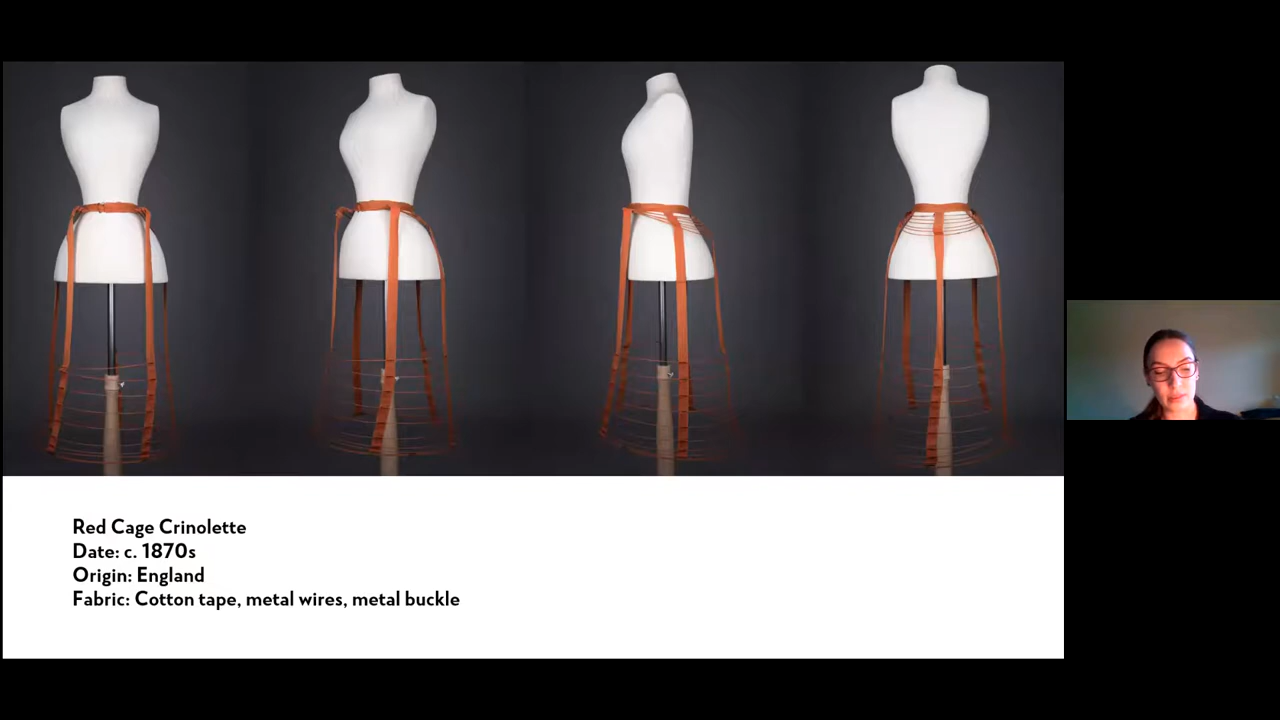 Red Cage Crinolette
Date: c. 1870s
Origin: England
Fabric: Cotton tape, metal wires, metal buckle